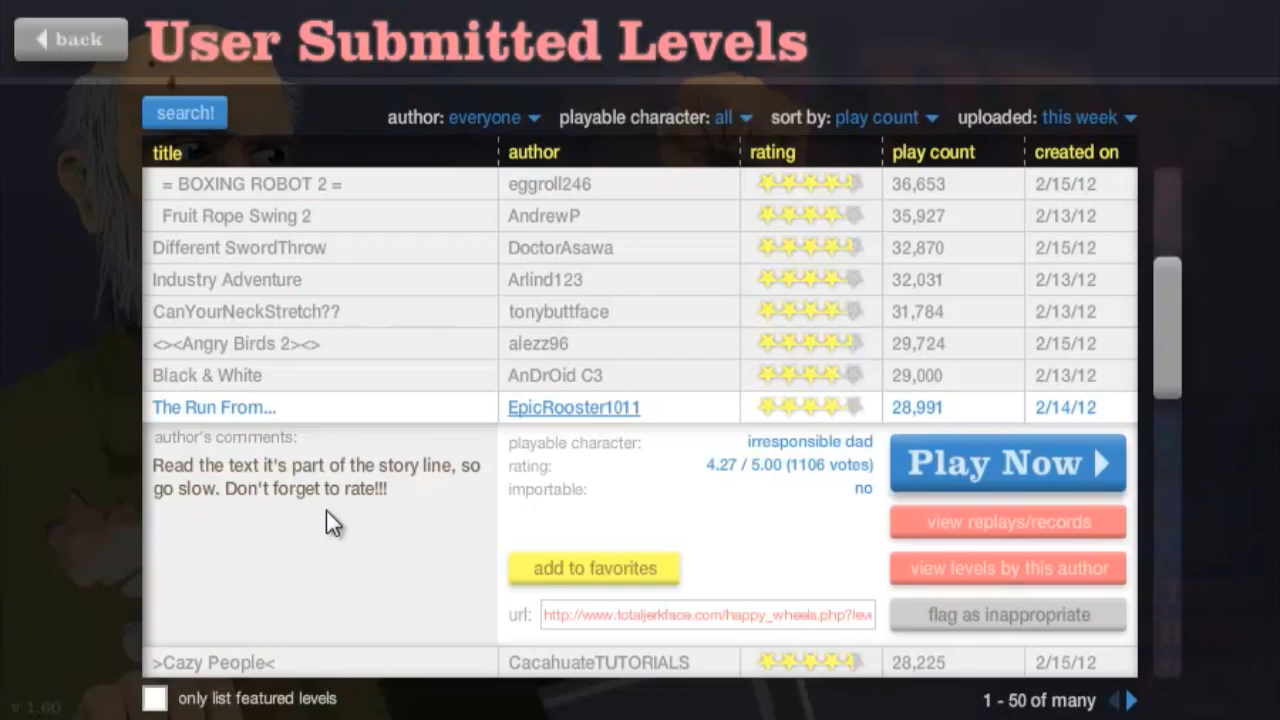 back
User Submitted Levels
search!
author: everyone playable character: all sort by: play count uploaded: this week
title author rating play count created on
= BOXING ROBOT 2 = eggroll246 36,653 2/15/12
Fruit Rope Swing 2 AndrewP 35,927 2/13/12
Different SwordThrow DoctorAsawa 32,870 2/15/12
Industry Adventure Arlind123 32,031 2/13/12
CanYourNeckStretch?? tonybuttface 31,784 2/13/12
<><Angry Birds 2><> alezz96 29,724 2/15/12
Black & White AnDrOid C3 29,000 2/13/12
The Run From... EpicRooster1011 28,991 2/14/12
author's comments:
Read the text it's part of the story line, so
go slow. Don't forget to rate!!!
playable character: irresponsible dad
rating: 4.27 / 5.00 (1106 votes)
importable: no
add to favorites
url: http://www.totaljerkface.com/happy_wheels.php?leve
Play Now
view replays/records
view levels by this author
flag as inappropriate
>Cazy People< CacahuateTUTORIALS 28,225 2/15/12
only list featured levels
1 - 50 of many
v 1.60